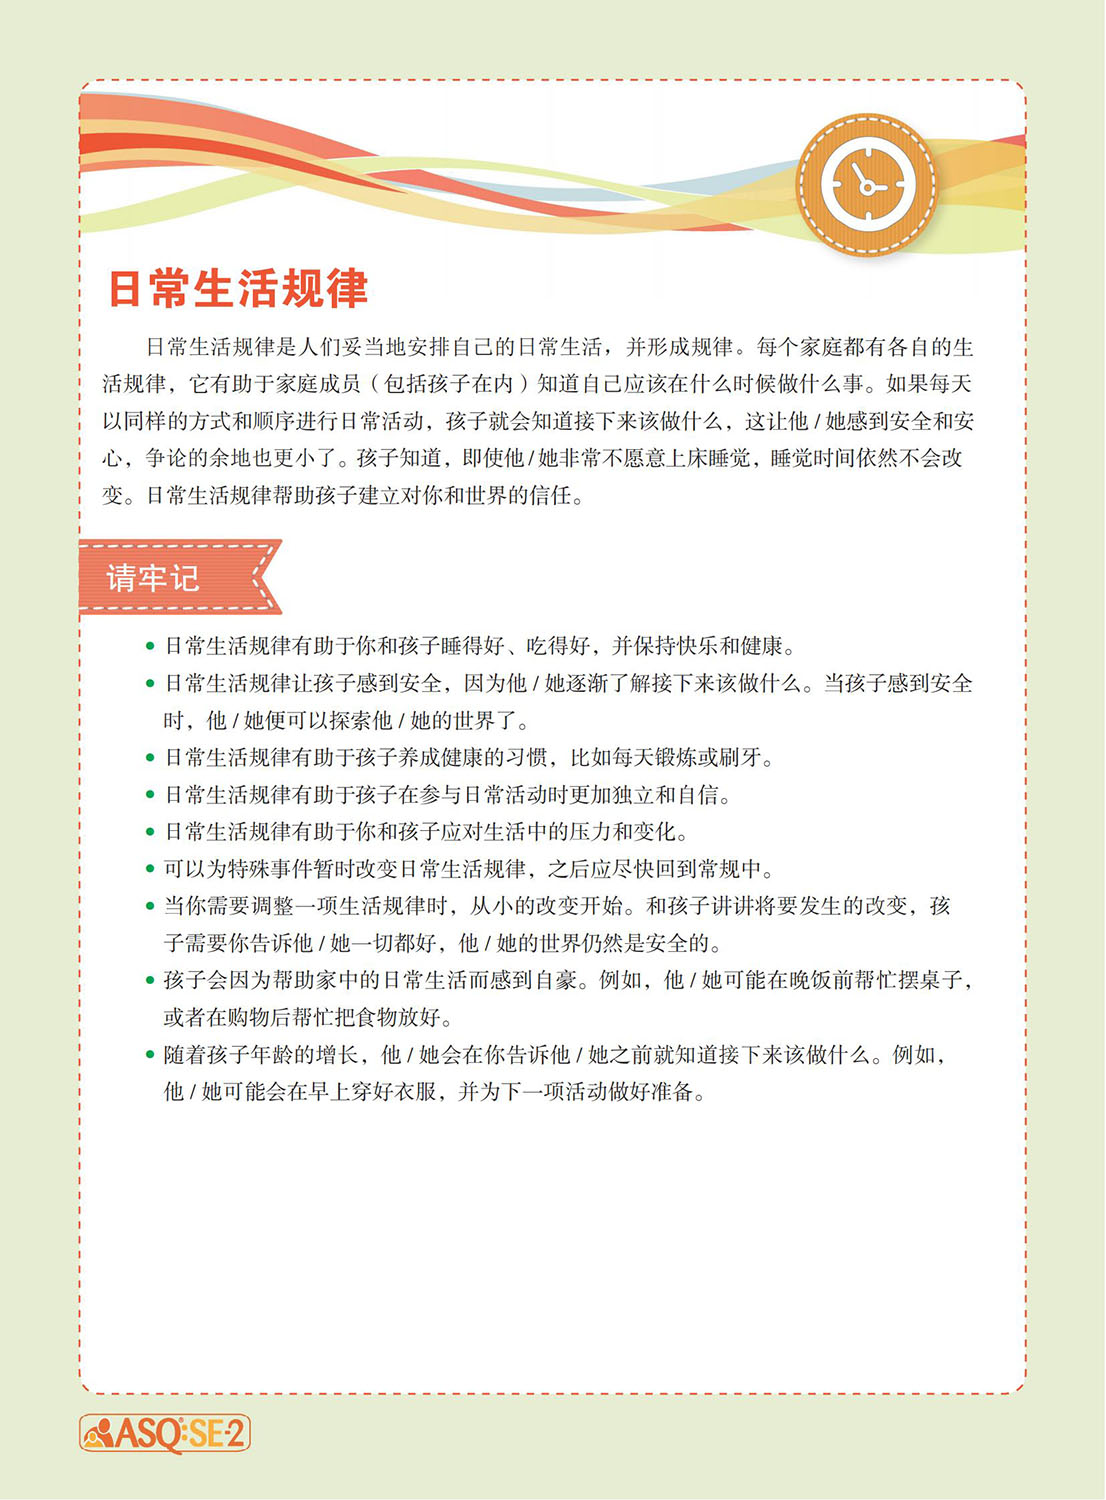 日常生活规律
日常生活规律是人们妥当地安排自己的日常生活，并形成规律。每个家庭都有各自的生
活规律，它有助于家庭成员（包括孩子在内）知道自己应该在什么时候做什么事。如果每天
以同样的方式和顺序进行日常活动，孩子就会知道接下来该做什么，这让他 / 她感到安全和安
心，争论的余地也更小了。孩子知道，即使他 / 她非常不愿意上床睡觉，睡觉时间依然不会改
变。日常生活规律帮助孩子建立对你和世界的信任。
请牢记
• 日常生活规律有助于你和孩子睡得好、吃得好，并保持快乐和健康。
• 日常生活规律让孩子感到安全，因为他 / 她逐渐了解接下来该做什么。当孩子感到安全
时，他 / 她便可以探索他 / 她的世界了。
• 日常生活规律有助于孩子养成健康的习惯，比如每天锻炼或刷牙。
• 日常生活规律有助于孩子在参与日常活动时更加独立和自信。
• 日常生活规律有助于你和孩子应对生活中的压力和变化。
• 可以为特殊事件暂时改变日常生活规律，之后应尽快回到常规中。
• 当你需要调整一项生活规律时，从小的改变开始。和孩子讲讲将要发生的改变，孩
子需要你告诉他 / 她一切都好，他 / 她的世界仍然是安全的。
• 孩子会因为帮助家中的日常生活而感到自豪。例如，他 / 她可能在晚饭前帮忙摆桌子，
或者在购物后帮忙把食物放好。
• 随着孩子年龄的增长，他 / 她会在你告诉他 / 她之前就知道接下来该做什么。例如，
他 / 她可能会在早上穿好衣服，并为下一项活动做好准备。
ASQ:SE-2